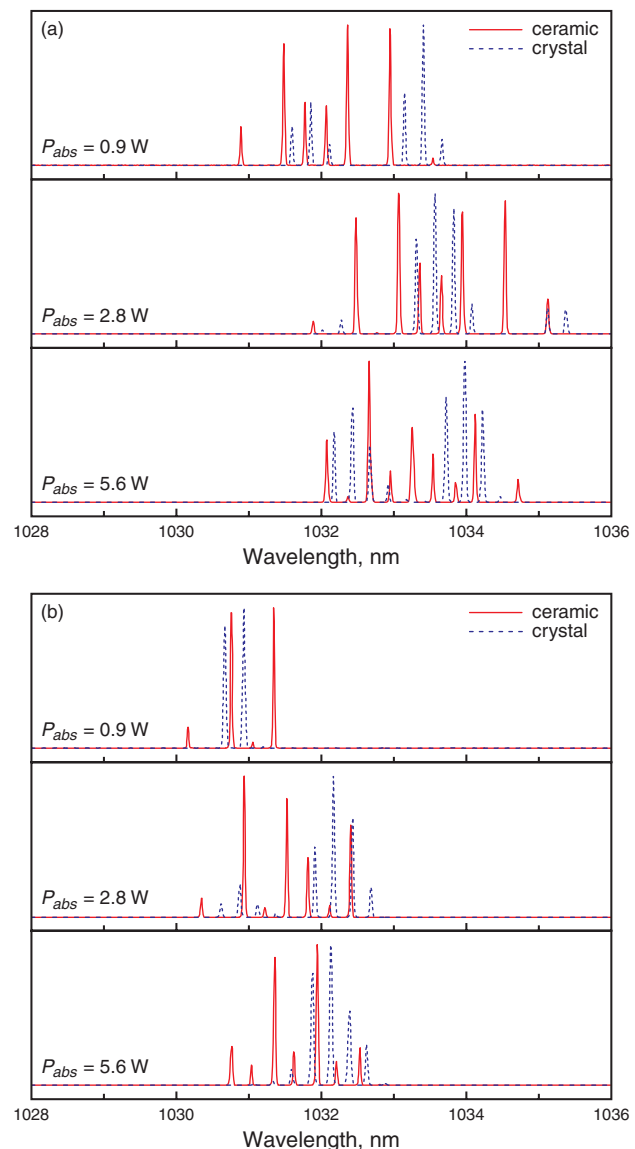 (a)
ceramic
crystal
P_abs = 0.9 W
P_abs = 2.8 W
P_abs = 5.6 W
1028 1030 1032 1034 1036
Wavelength, nm
(b)
ceramic
crystal
P_abs = 0.9 W
P_abs = 2.8 W
P_abs = 5.6 W
1028 1030 1032 1034 1036
Wavelength, nm